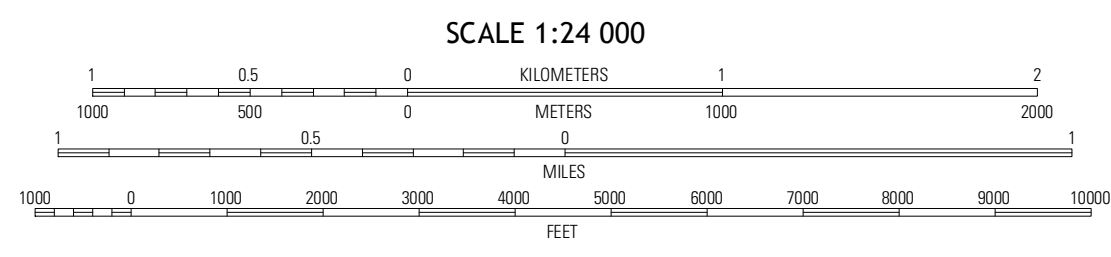 SCALE 1:24 000
1 0.5 0 KILOMETERS 1 2
1000 500 0 METERS 1000 2000
1 0.5 0 1
MILES
1000 0 1000 2000 3000 4000 5000 6000 7000 8000 9000 10000
FEET